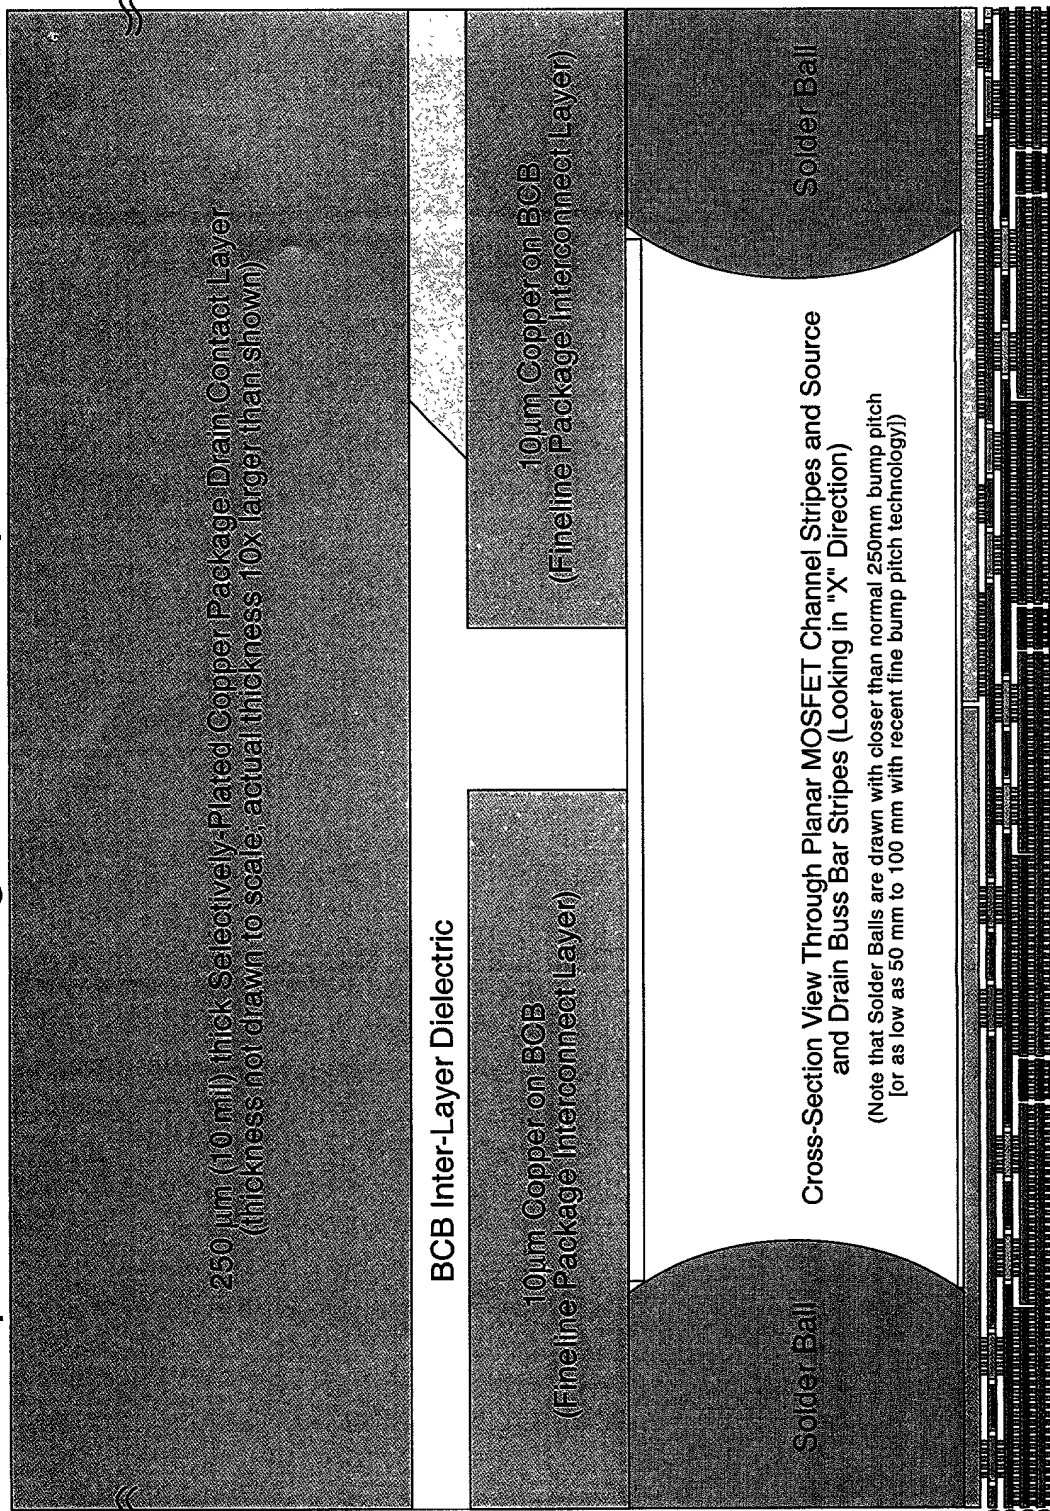 250 µm (10 mil) thick Selectively-Plated Copper Package Drain Contact Layer
(thickness not drawn to scale; actual thickness 10x larger than shown)
BCB Inter-Layer Dielectric
10µm Copper on BCB
(Fineline Package Interconnect Layer)
10µm Copper on BCB
(Fineline Package Interconnect Layer)
Solder Ball
Cross-Section View Through Planar MOSFET Channel Stripes and Source
and Drain Buss Bar Stripes (Looking in "X" Direction)
(Note that Solder Balls are drawn with closer than normal 250mm bump pitch
[or as low as 50 mm to 100 mm with recent fine bump pitch technology])
Solder Ball